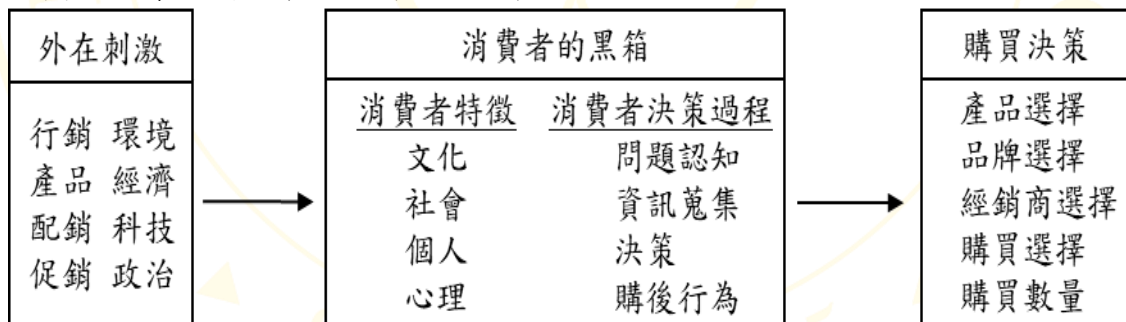 外在刺激
行銷 環境
產品 經濟
配銷 科技
促銷 政治
消費者的黑箱
消費者特徵 消費者決策過程
文化 問題認知
社會 資訊蒐集
個人 決策
心理 購後行為
購買決策
產品選擇
品牌選擇
經銷商選擇
購買選擇
購買數量